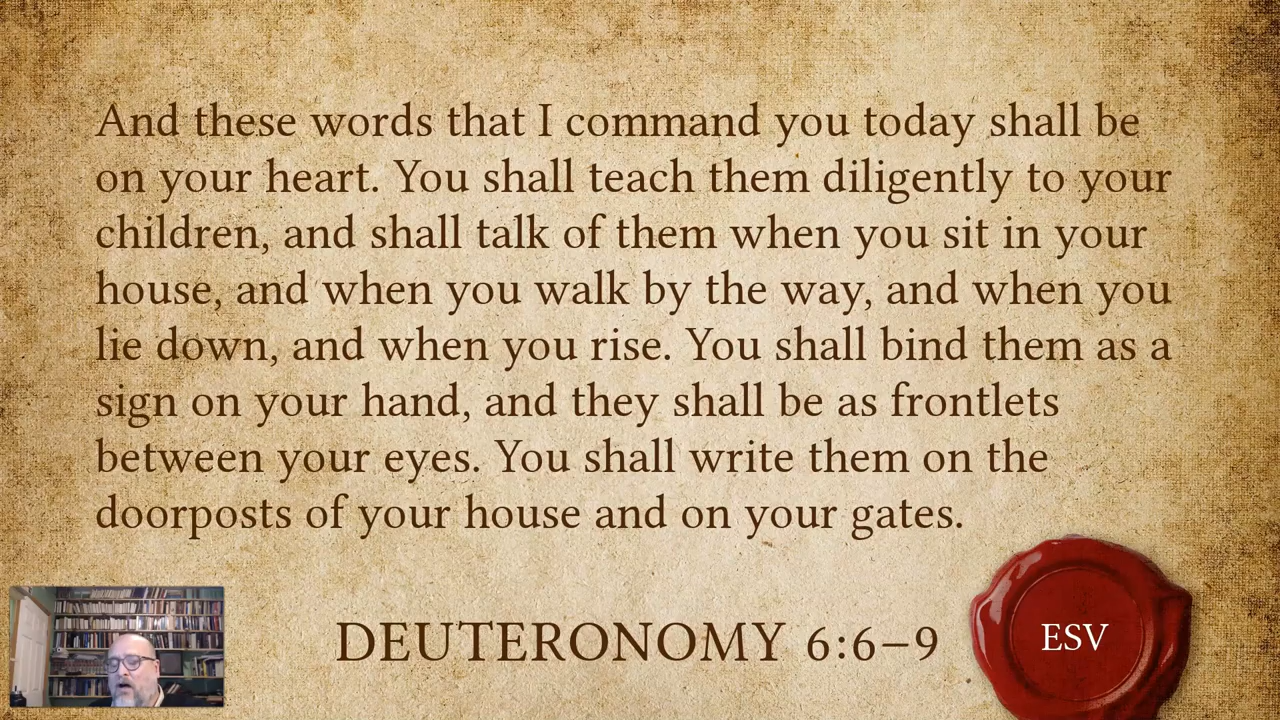 And these words that I command you today shall be
on your heart. You shall teach them diligently to your
children, and shall talk of them when you sit in your
house, and when you walk by the way, and when you
lie down, and when you rise. You shall bind them as a
sign on your hand, and they shall be as frontlets
between your eyes. You shall write them on the
doorposts of your house and on your gates.
DEUTERONOMY 6:6–9
ESV